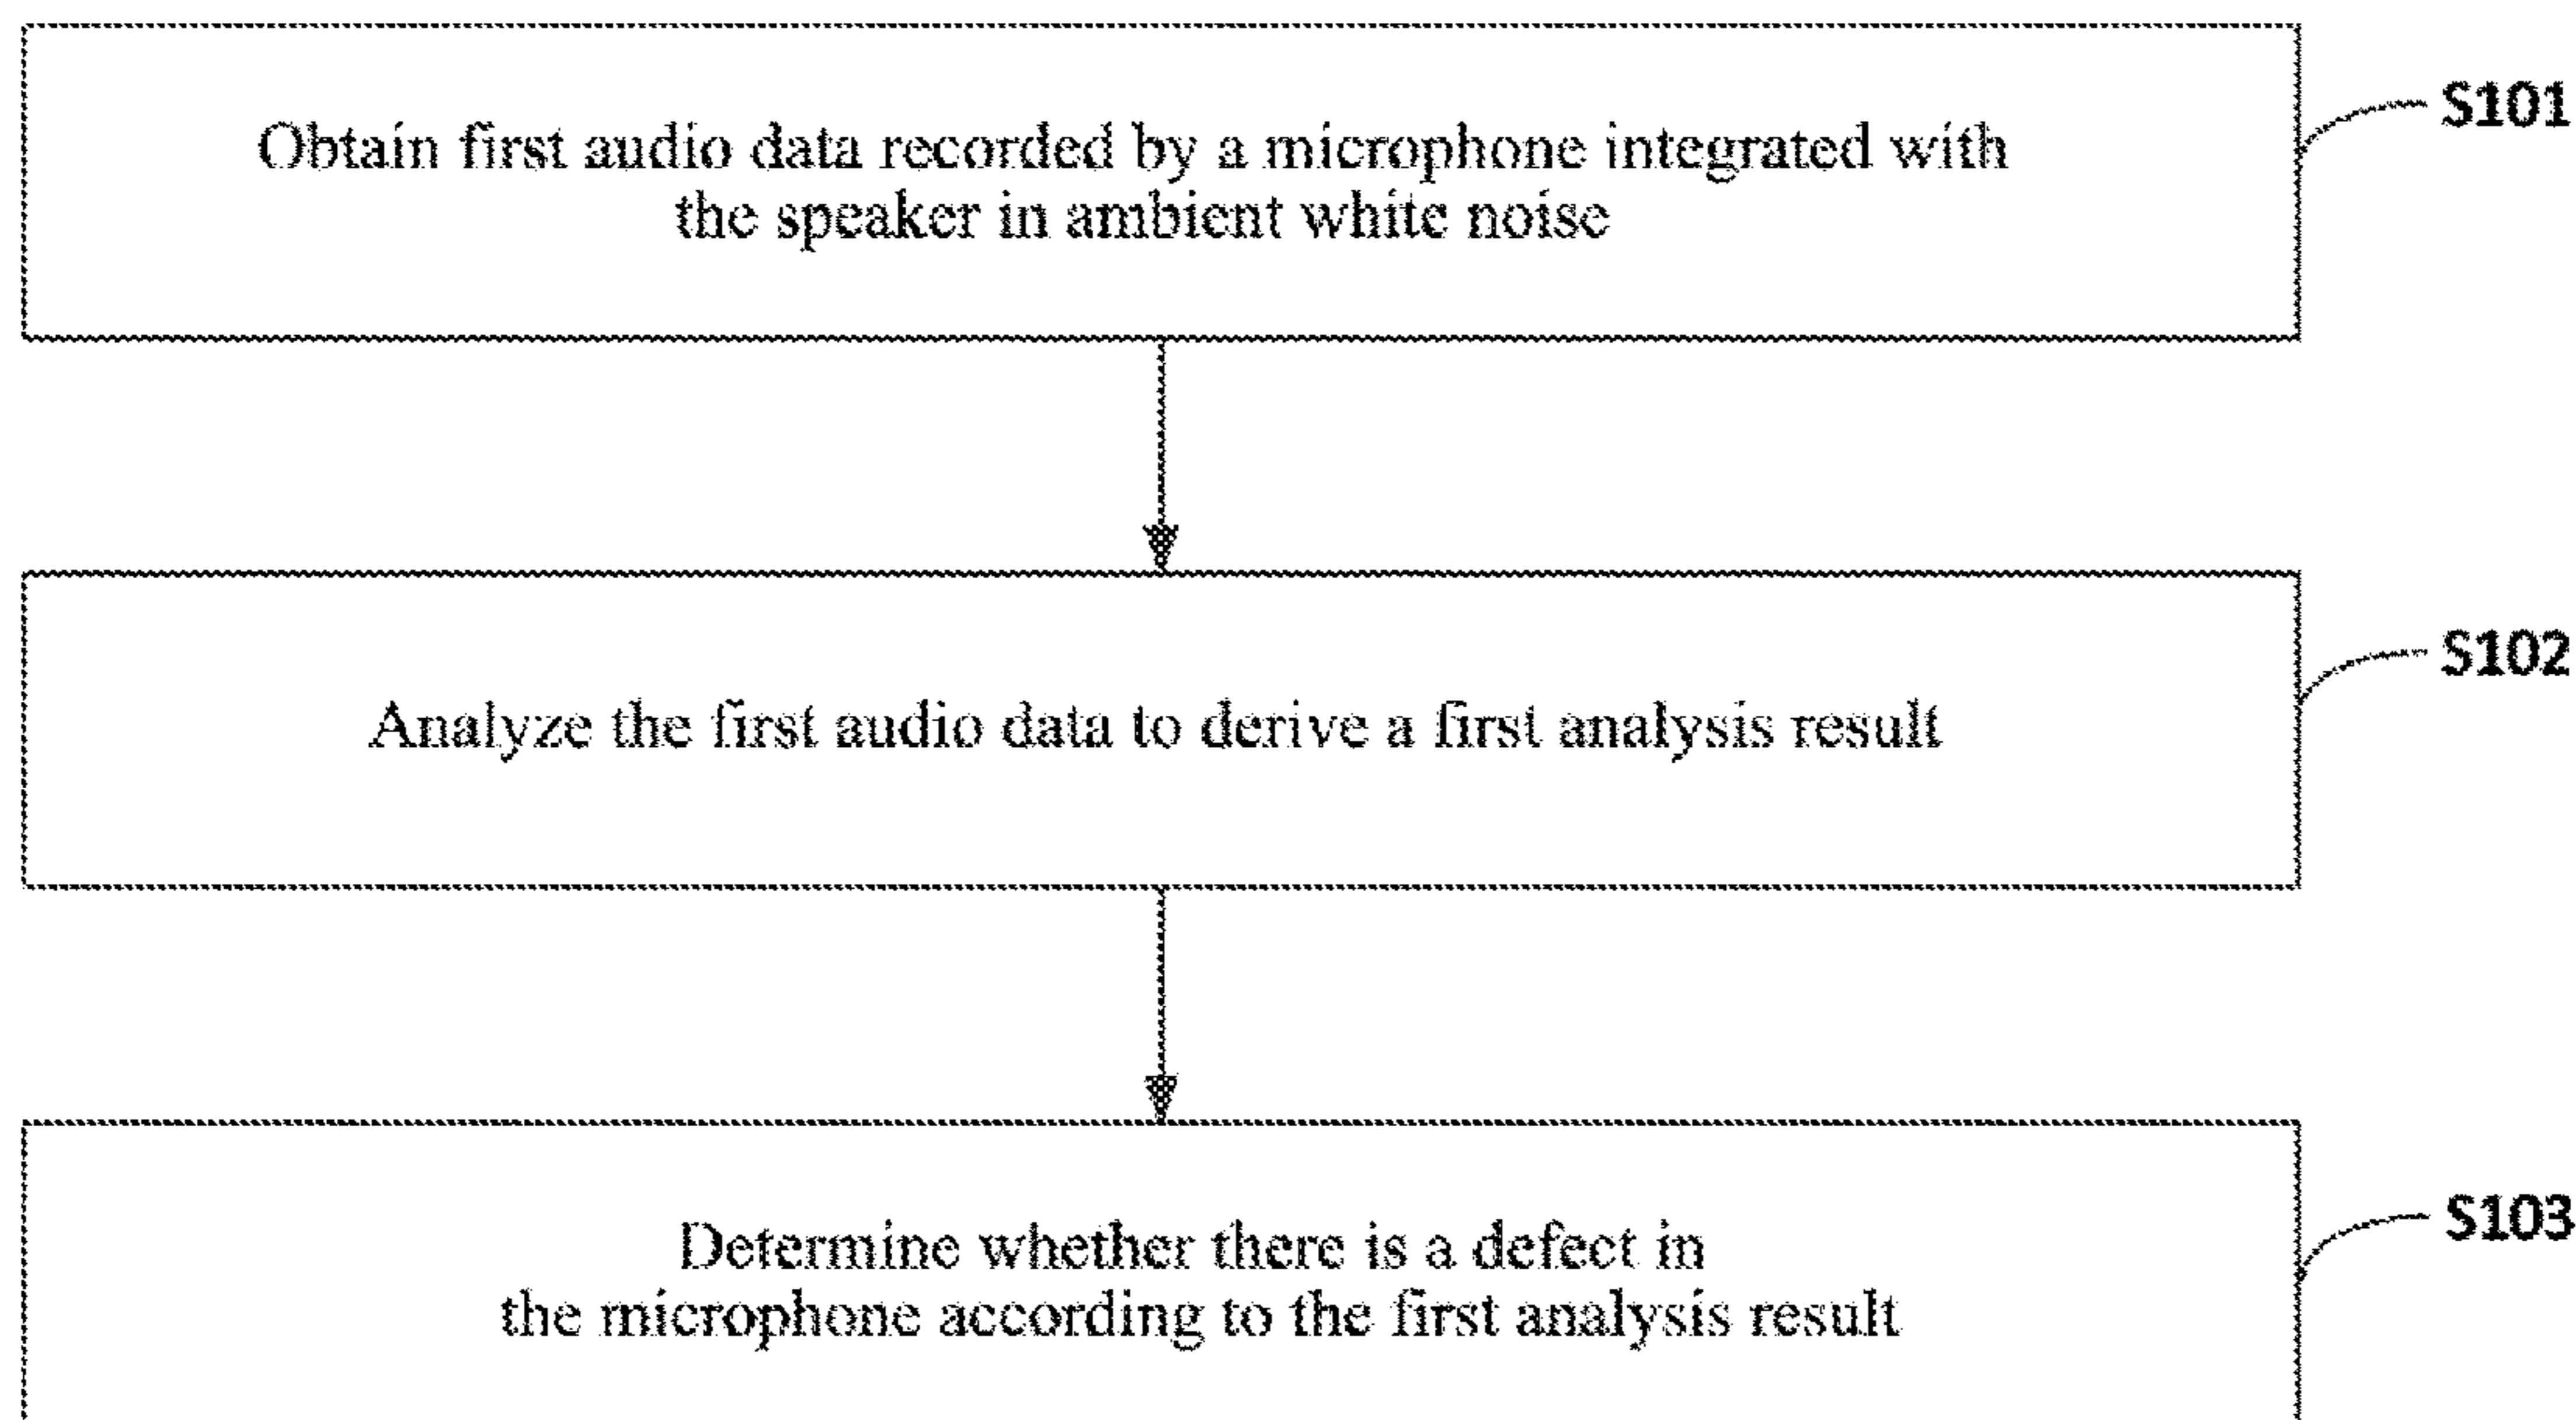 Obtain first audio data recorded by a microphone integrated with
the speaker in ambient white noise
S101
Analyze the first audio data to derive a first analysis result
S102
Determine whether there is a defect in
the microphone according to the first analysis result
S103